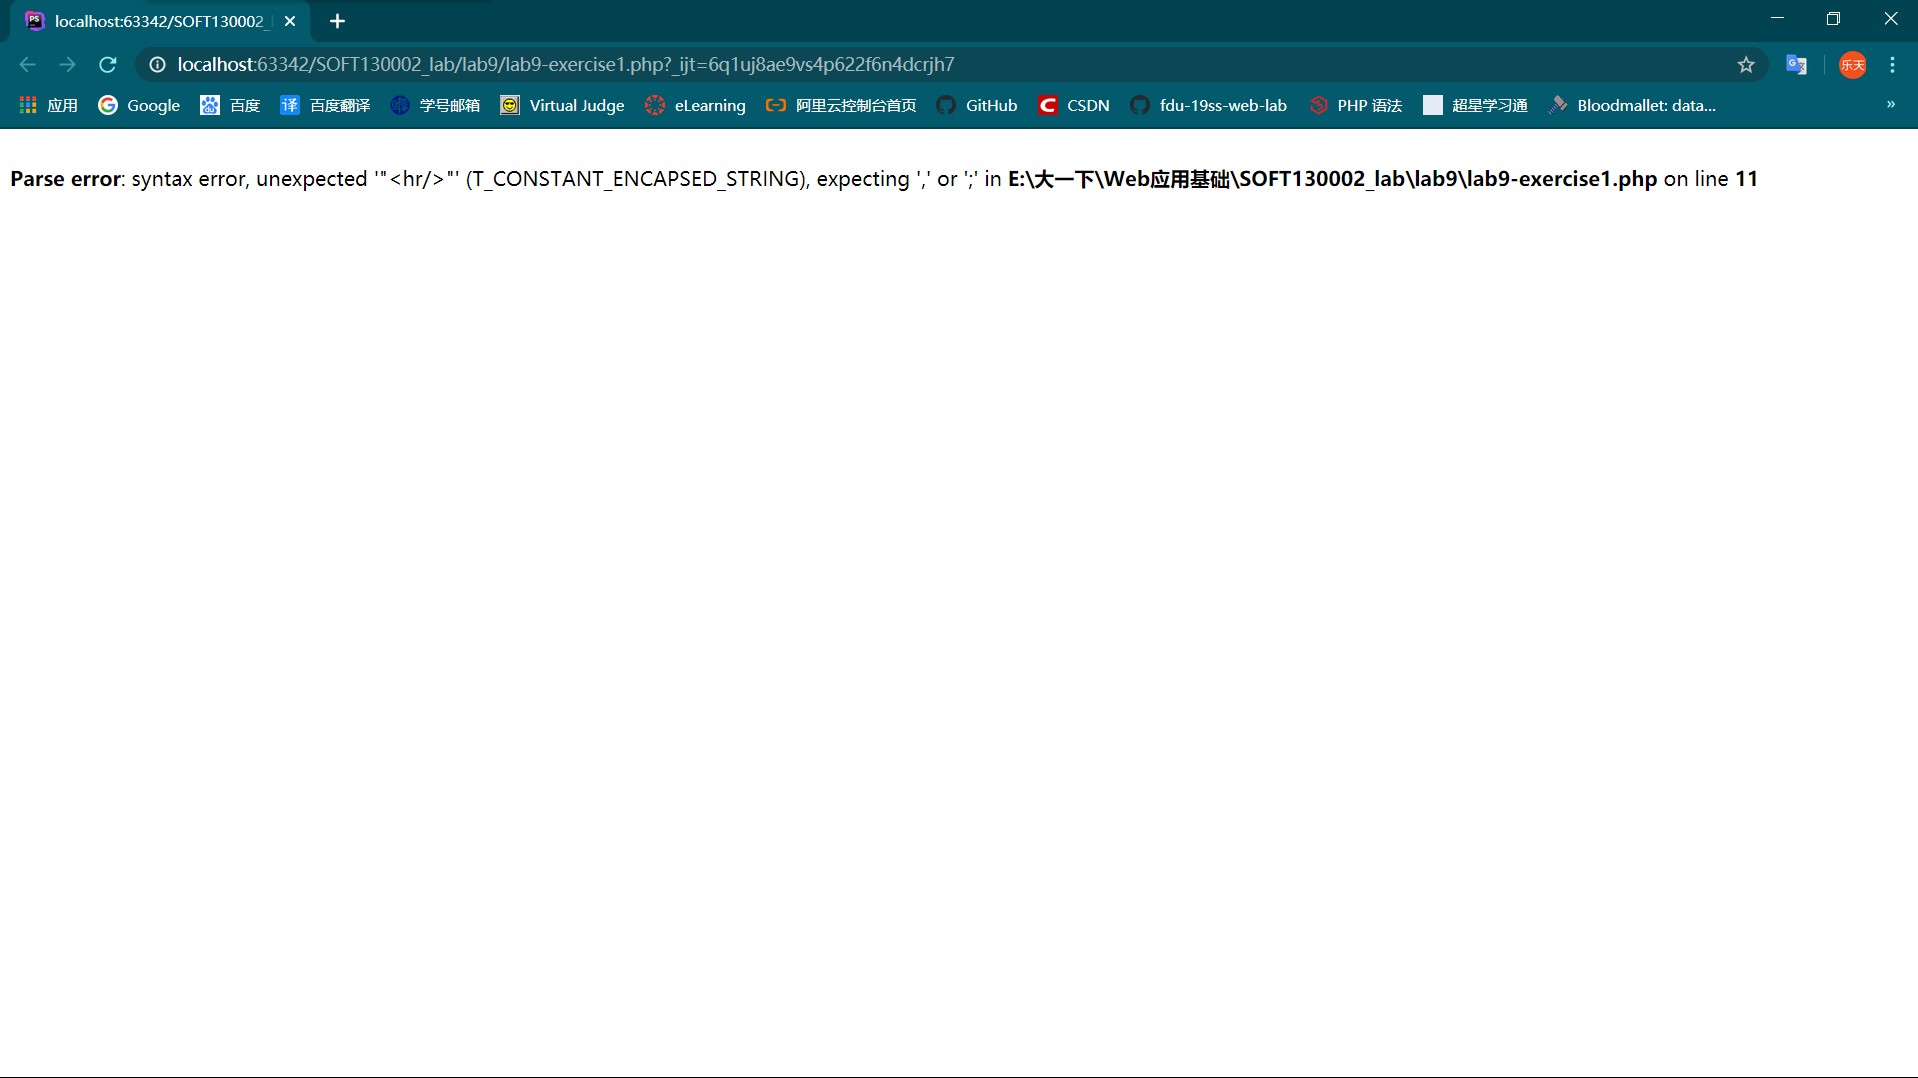 localhost:63342/SOFT130002_
localhost:63342/SOFT130002_lab/lab9/lab9-exercise1.php?_ijt=6q1uj8ae9vs4p622f6n4dcrjh7
乐天
应用 Google 百度 译 百度翻译 学号邮箱 Virtual Judge eLearning 阿里云控制台首页 GitHub CSDN fdu-19ss-web-lab PHP 语法 超星学习通 Bloodmallet: data... »
Parse error: syntax error, unexpected '"<hr/>"' (T_CONSTANT_ENCAPSED_STRING), expecting ',' or ';' in E:\大一下\Web应用基础\SOFT130002_lab\lab9\lab9-exercise1.php on line 11